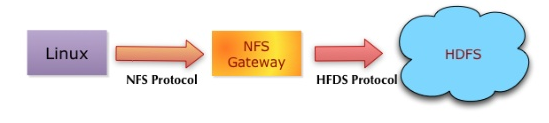 Linux
NFS Protocol
NFS
Gateway
HFDS Protocol
HDFS